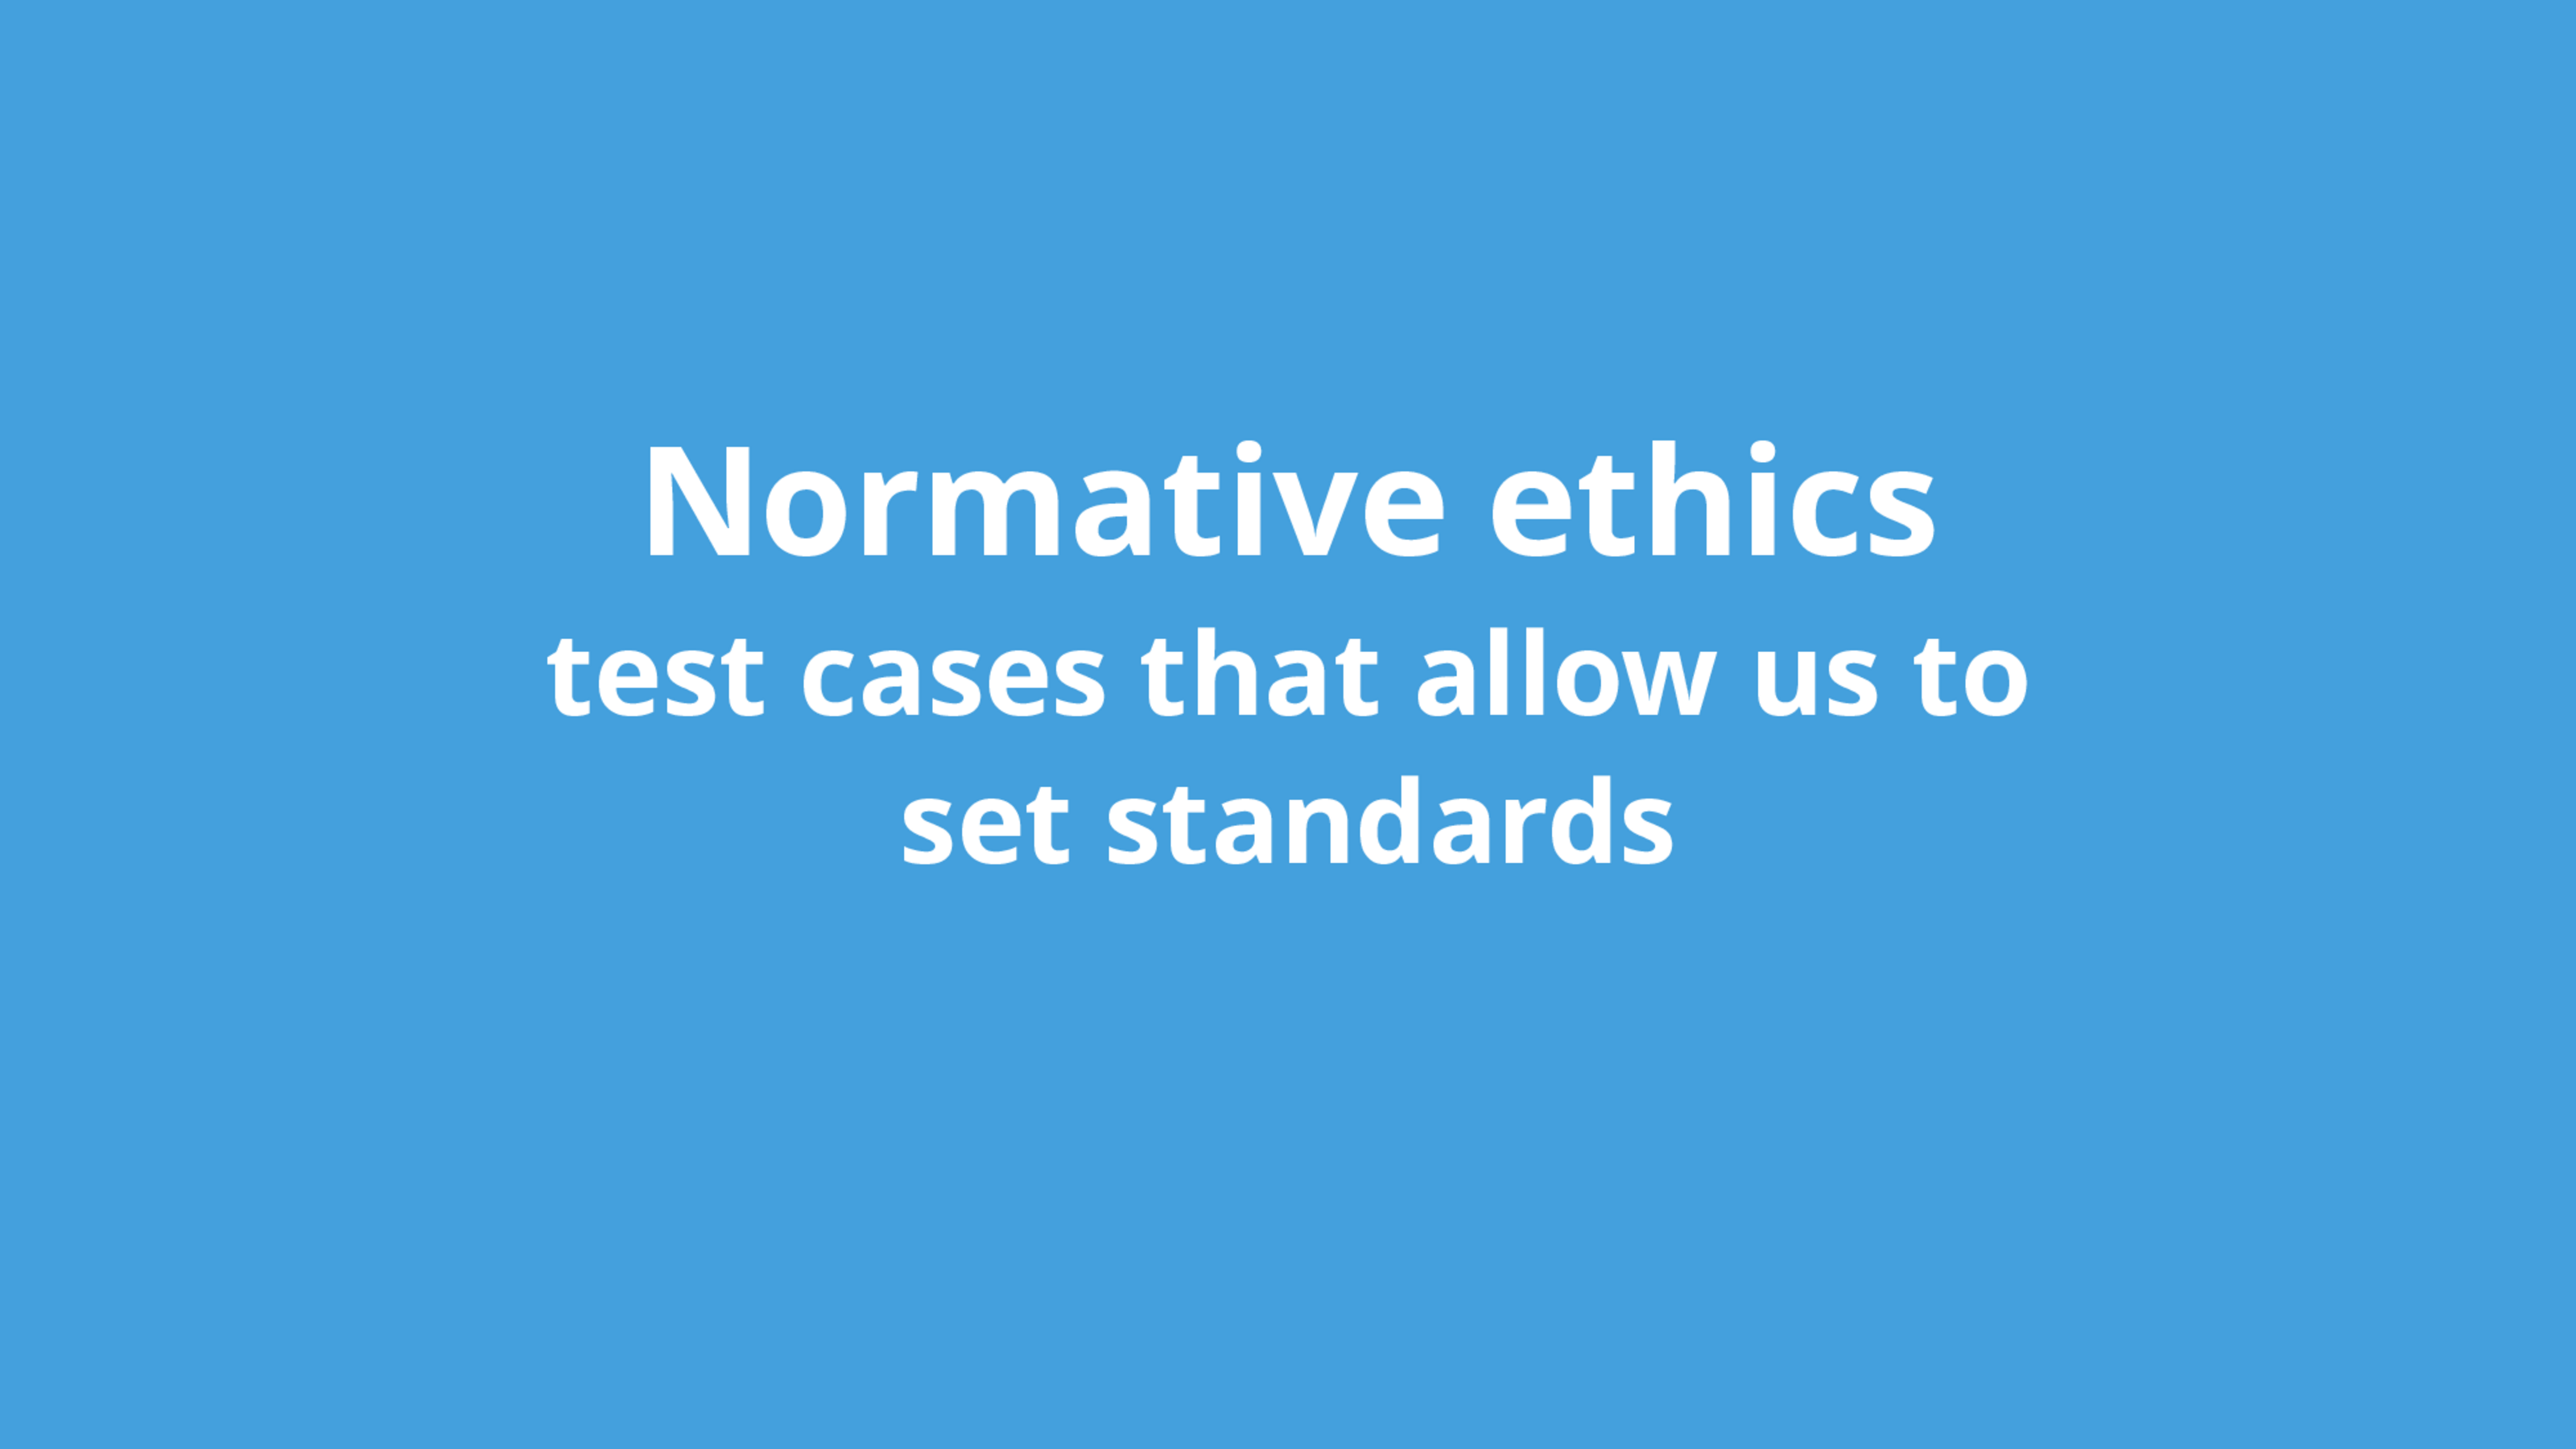 Normative ethics
test cases that allow us to
set standards